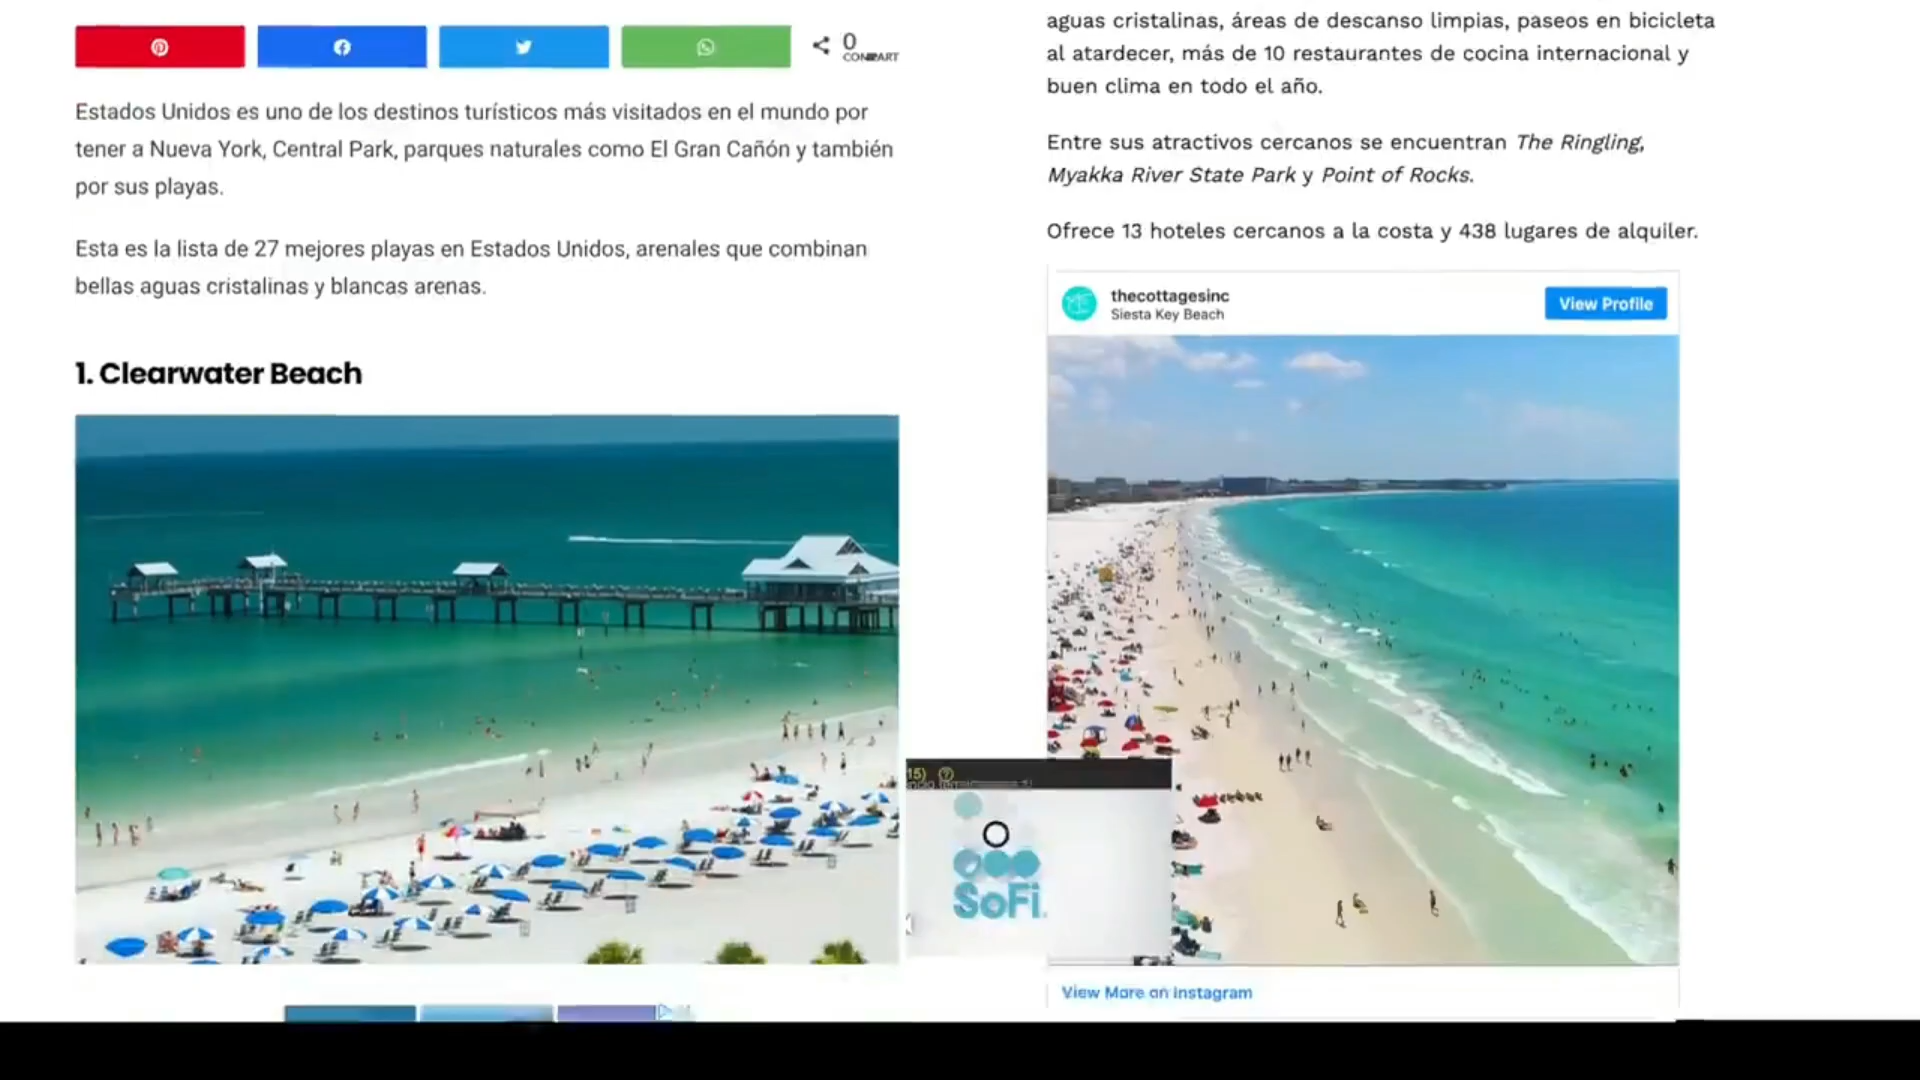 0
Estados Unidos es uno de los destinos turísticos más visitados en el mundo por
tener a Nueva York, Central Park, parques naturales como El Gran Cañón y también
por sus playas.
Esta es la lista de 27 mejores playas en Estados Unidos, arenales que combinan
bellas aguas cristalinas y blancas arenas.
1. Clearwater Beach
aguas cristalinas, áreas de descanso limpias, paseos en bicicleta
al atardecer, más de 10 restaurantes de cocina internacional y
buen clima en todo el año.
Entre sus atractivos cercanos se encuentran The Ringling,
Myakka River State Park y Point of Rocks.
Ofrece 13 hoteles cercanos a la costa y 438 lugares de alquiler.
thecottagesinc
Siesta Key Beach
View Profile
15)
SoFi.
View More on Instagram